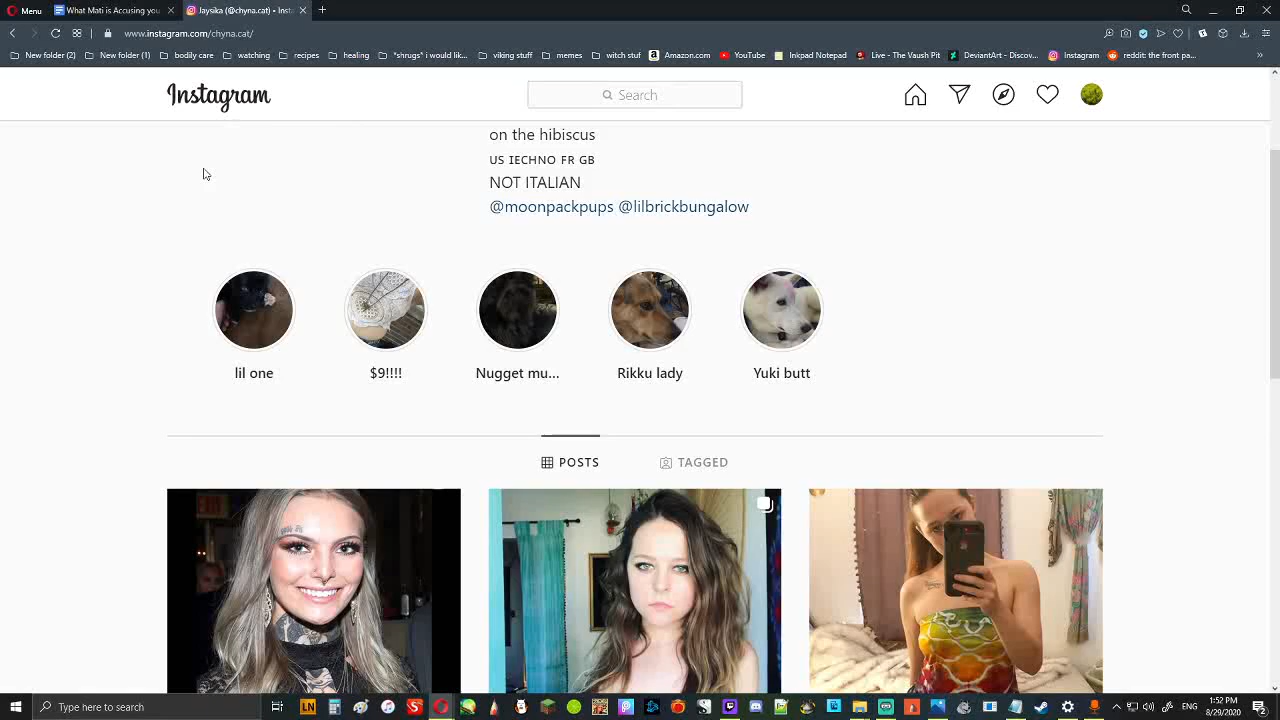 Menu
What Mati is Accusing you
Jaysika (@chyna.cat) • Inst
www.instagram.com/chyna.cat/
New folder (2)
New folder (1)
bodily care
watching
recipes
healing
*shrugs* i would lik...
viking stuff
memes
witch stuf
Amazon.com
YouTube
Inkpad Notepad
Live - The Vaush Pit
DeviantArt - Discov...
Instagram
reddit: the front pa...
Instagram
Search
on the hibiscus
US IECHNO FR GB
NOT ITALIAN
@moonpackpups @lilbrickbungalow
lil one
$9!!!!
Nugget mu...
Rikku lady
Yuki butt
POSTS
TAGGED
Type here to search
LN
1:52 PM
8/29/2020